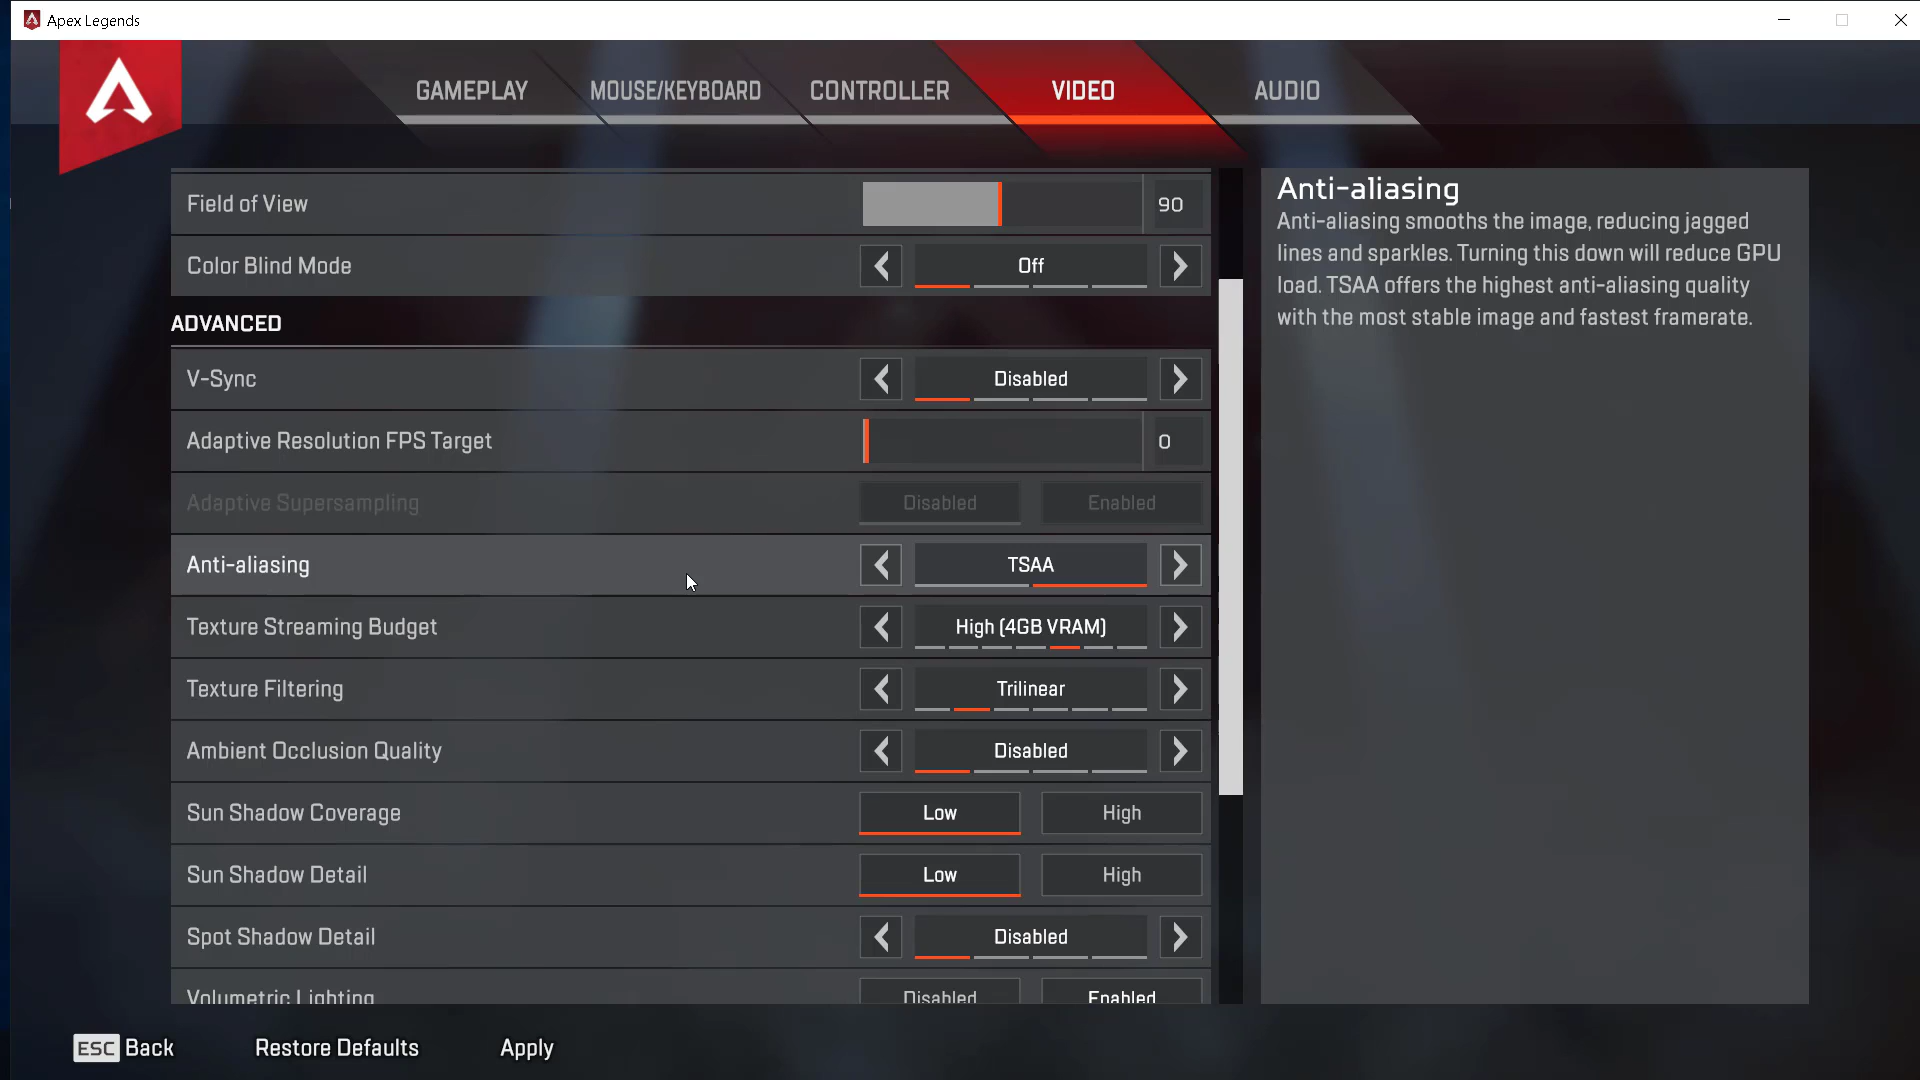 Apex Legends
GAMEPLAY
MOUSE/KEYBOARD
CONTROLLER
VIDEO
AUDIO
Field of View
90
Color Blind Mode
Off
ADVANCED
V-Sync
Disabled
Adaptive Resolution FPS Target
0
Adaptive Supersampling
Disabled
Enabled
Anti-aliasing
TSAA
Texture Streaming Budget
High (4GB VRAM)
Texture Filtering
Trilinear
Ambient Occlusion Quality
Disabled
Sun Shadow Coverage
Low
High
Sun Shadow Detail
Low
High
Spot Shadow Detail
Disabled
Volumetric Lighting
Disabled
Enabled
Anti-aliasing
Anti-aliasing smooths the image, reducing jagged
lines and sparkles. Turning this down will reduce GPU
load. TSAA offers the highest anti-aliasing quality
with the most stable image and fastest framerate.
ESC Back
Restore Defaults
Apply